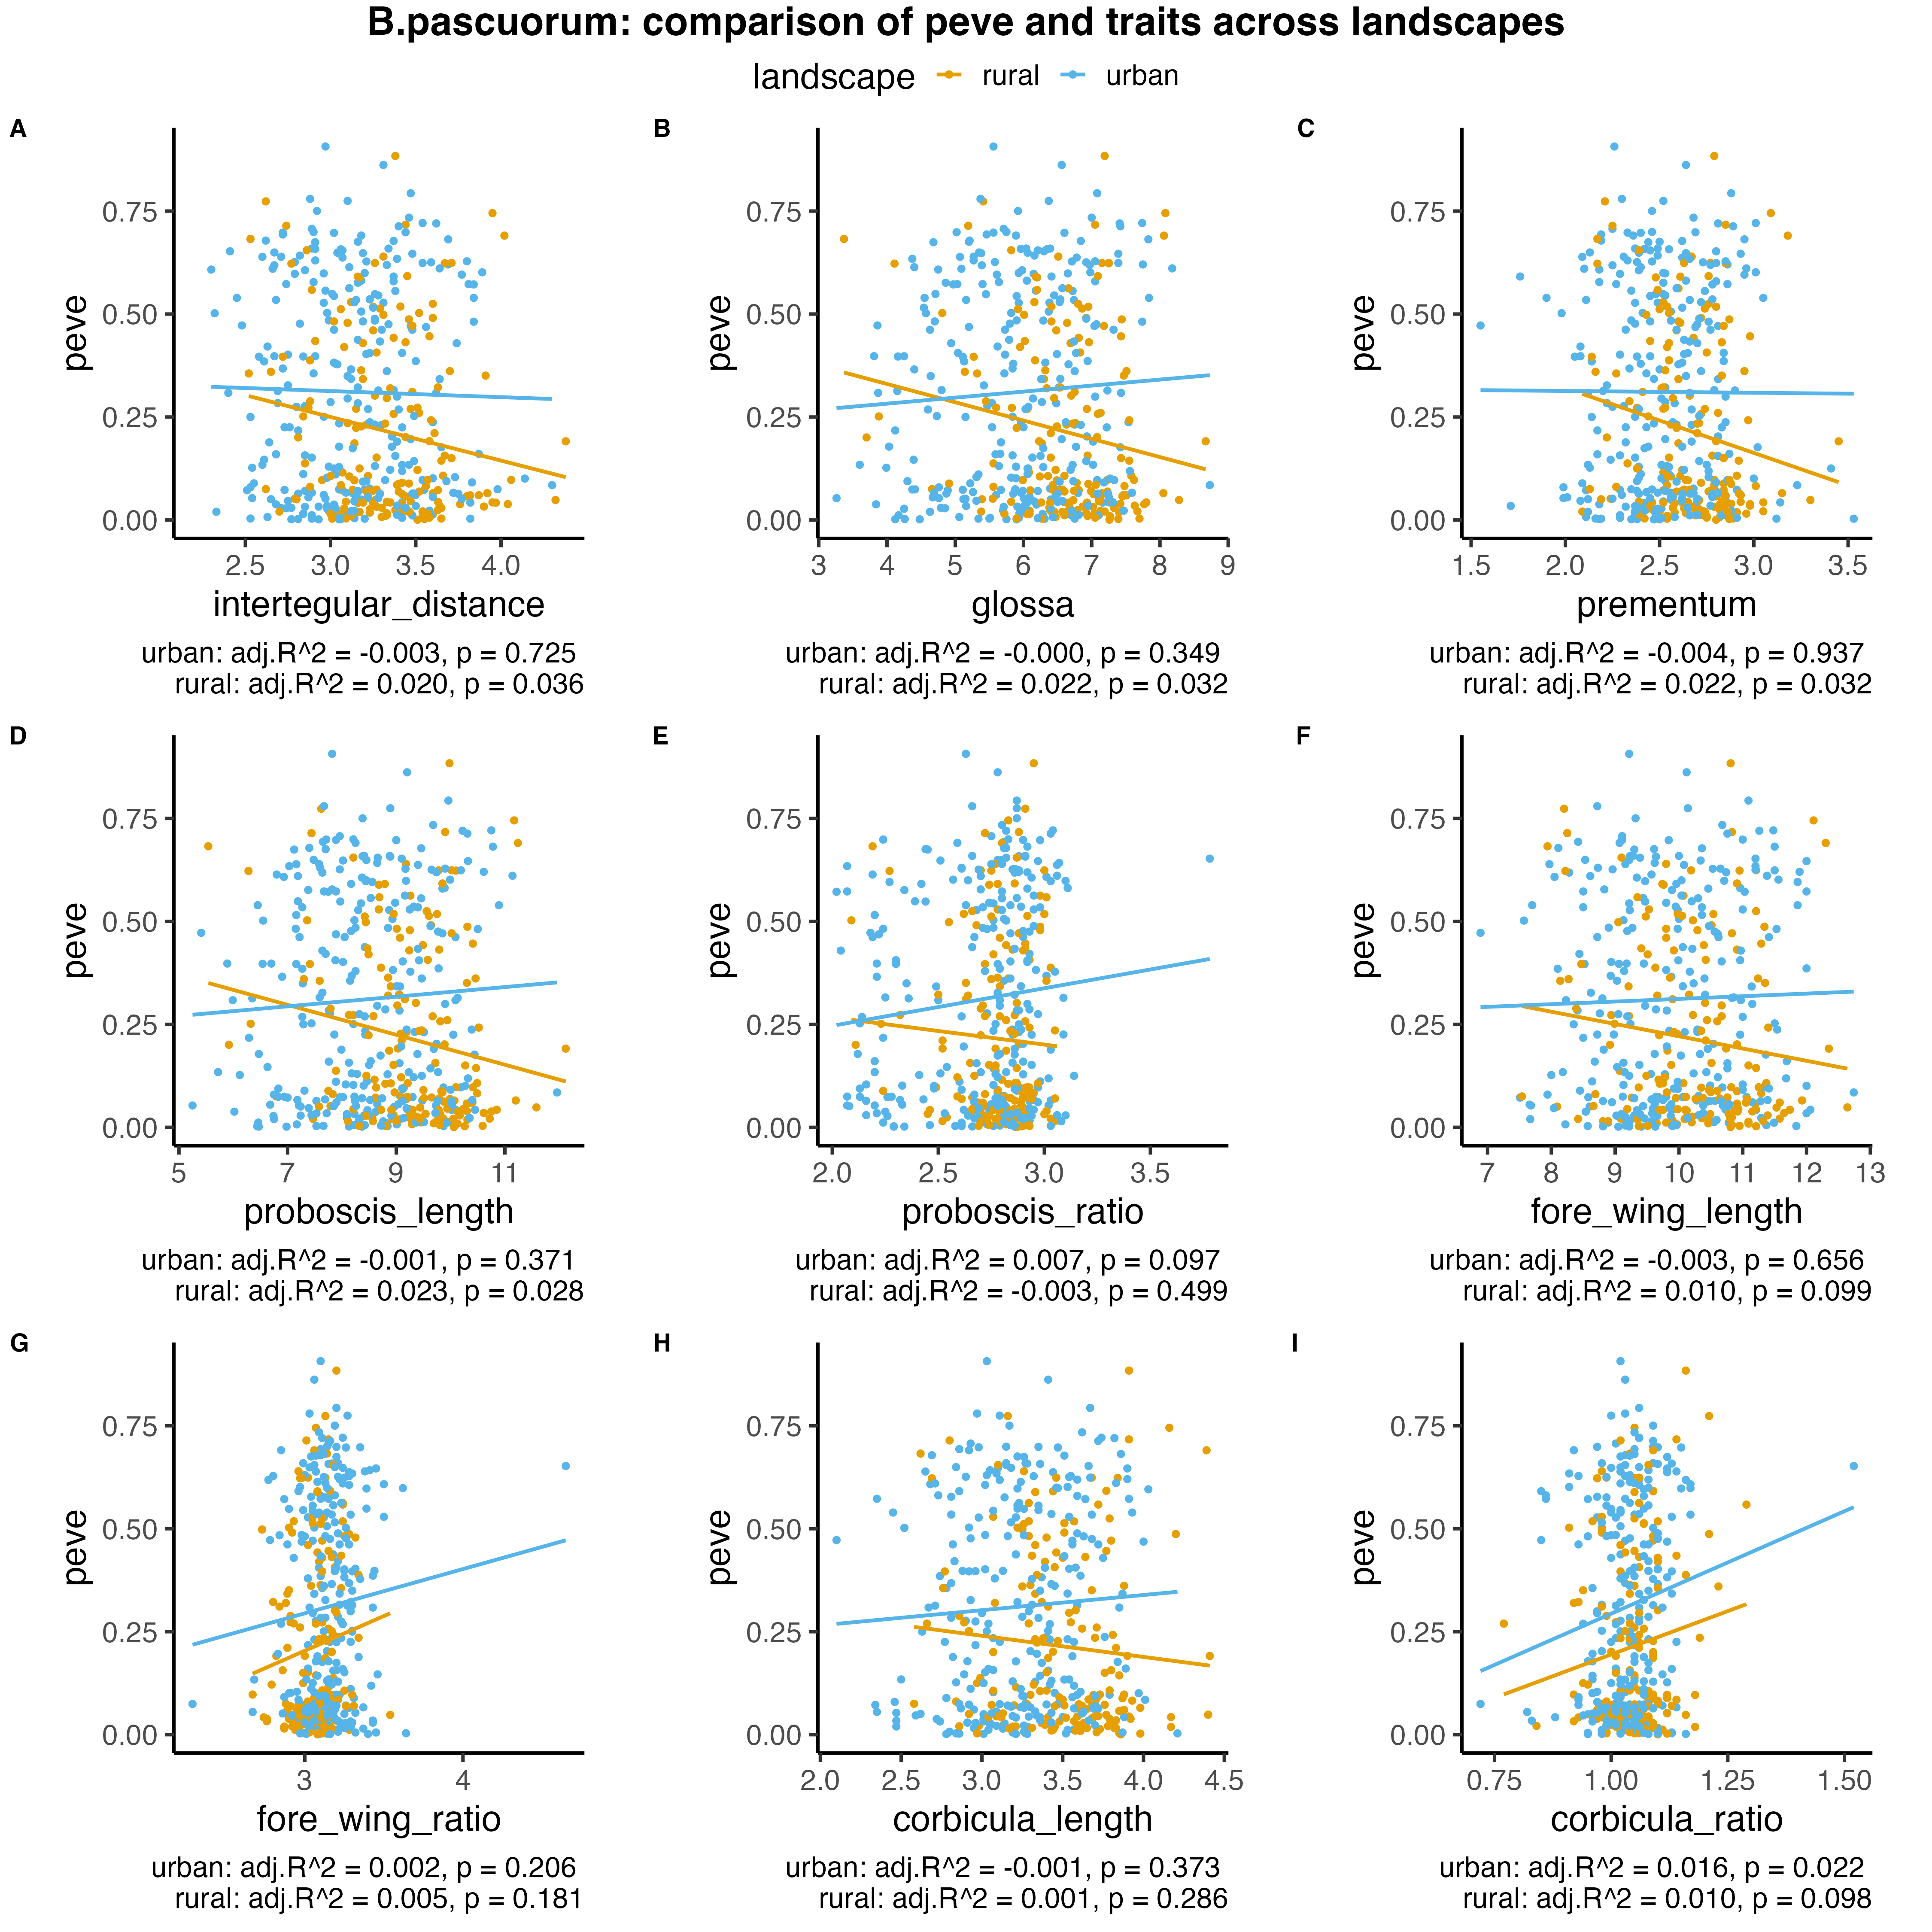 B.pascuorum: comparison of peve and traits across landscapes
landscape rural urban
A
peve
0.75
0.50
0.25
0.00
2.5 3.0 3.5 4.0
intertegular_distance
urban: adj.R^2 = -0.003, p = 0.725
rural: adj.R^2 = 0.020, p = 0.036
B
peve
0.75
0.50
0.25
0.00
3 4 5 6 7 8 9
glossa
urban: adj.R^2 = -0.000, p = 0.349
rural: adj.R^2 = 0.022, p = 0.032
C
peve
0.75
0.50
0.25
0.00
1.5 2.0 2.5 3.0 3.5
prementum
urban: adj.R^2 = -0.004, p = 0.937
rural: adj.R^2 = 0.022, p = 0.032
D
peve
0.75
0.50
0.25
0.00
5 7 9 11
proboscis_length
urban: adj.R^2 = -0.001, p = 0.371
rural: adj.R^2 = 0.023, p = 0.028
E
peve
0.75
0.50
0.25
0.00
2.0 2.5 3.0 3.5
proboscis_ratio
urban: adj.R^2 = 0.007, p = 0.097
rural: adj.R^2 = -0.003, p = 0.499
F
peve
0.75
0.50
0.25
0.00
7 8 9 10 11 12 13
fore_wing_length
urban: adj.R^2 = -0.003, p = 0.656
rural: adj.R^2 = 0.010, p = 0.099
G
peve
0.75
0.50
0.25
0.00
3 4
fore_wing_ratio
urban: adj.R^2 = 0.002, p = 0.206
rural: adj.R^2 = 0.005, p = 0.181
H
peve
0.75
0.50
0.25
0.00
2.0 2.5 3.0 3.5 4.0 4.5
corbicula_length
urban: adj.R^2 = -0.001, p = 0.373
rural: adj.R^2 = 0.001, p = 0.286
I
peve
0.75
0.50
0.25
0.00
0.75 1.00 1.25 1.50
corbicula_ratio
urban: adj.R^2 = 0.016, p = 0.022
rural: adj.R^2 = 0.010, p = 0.098